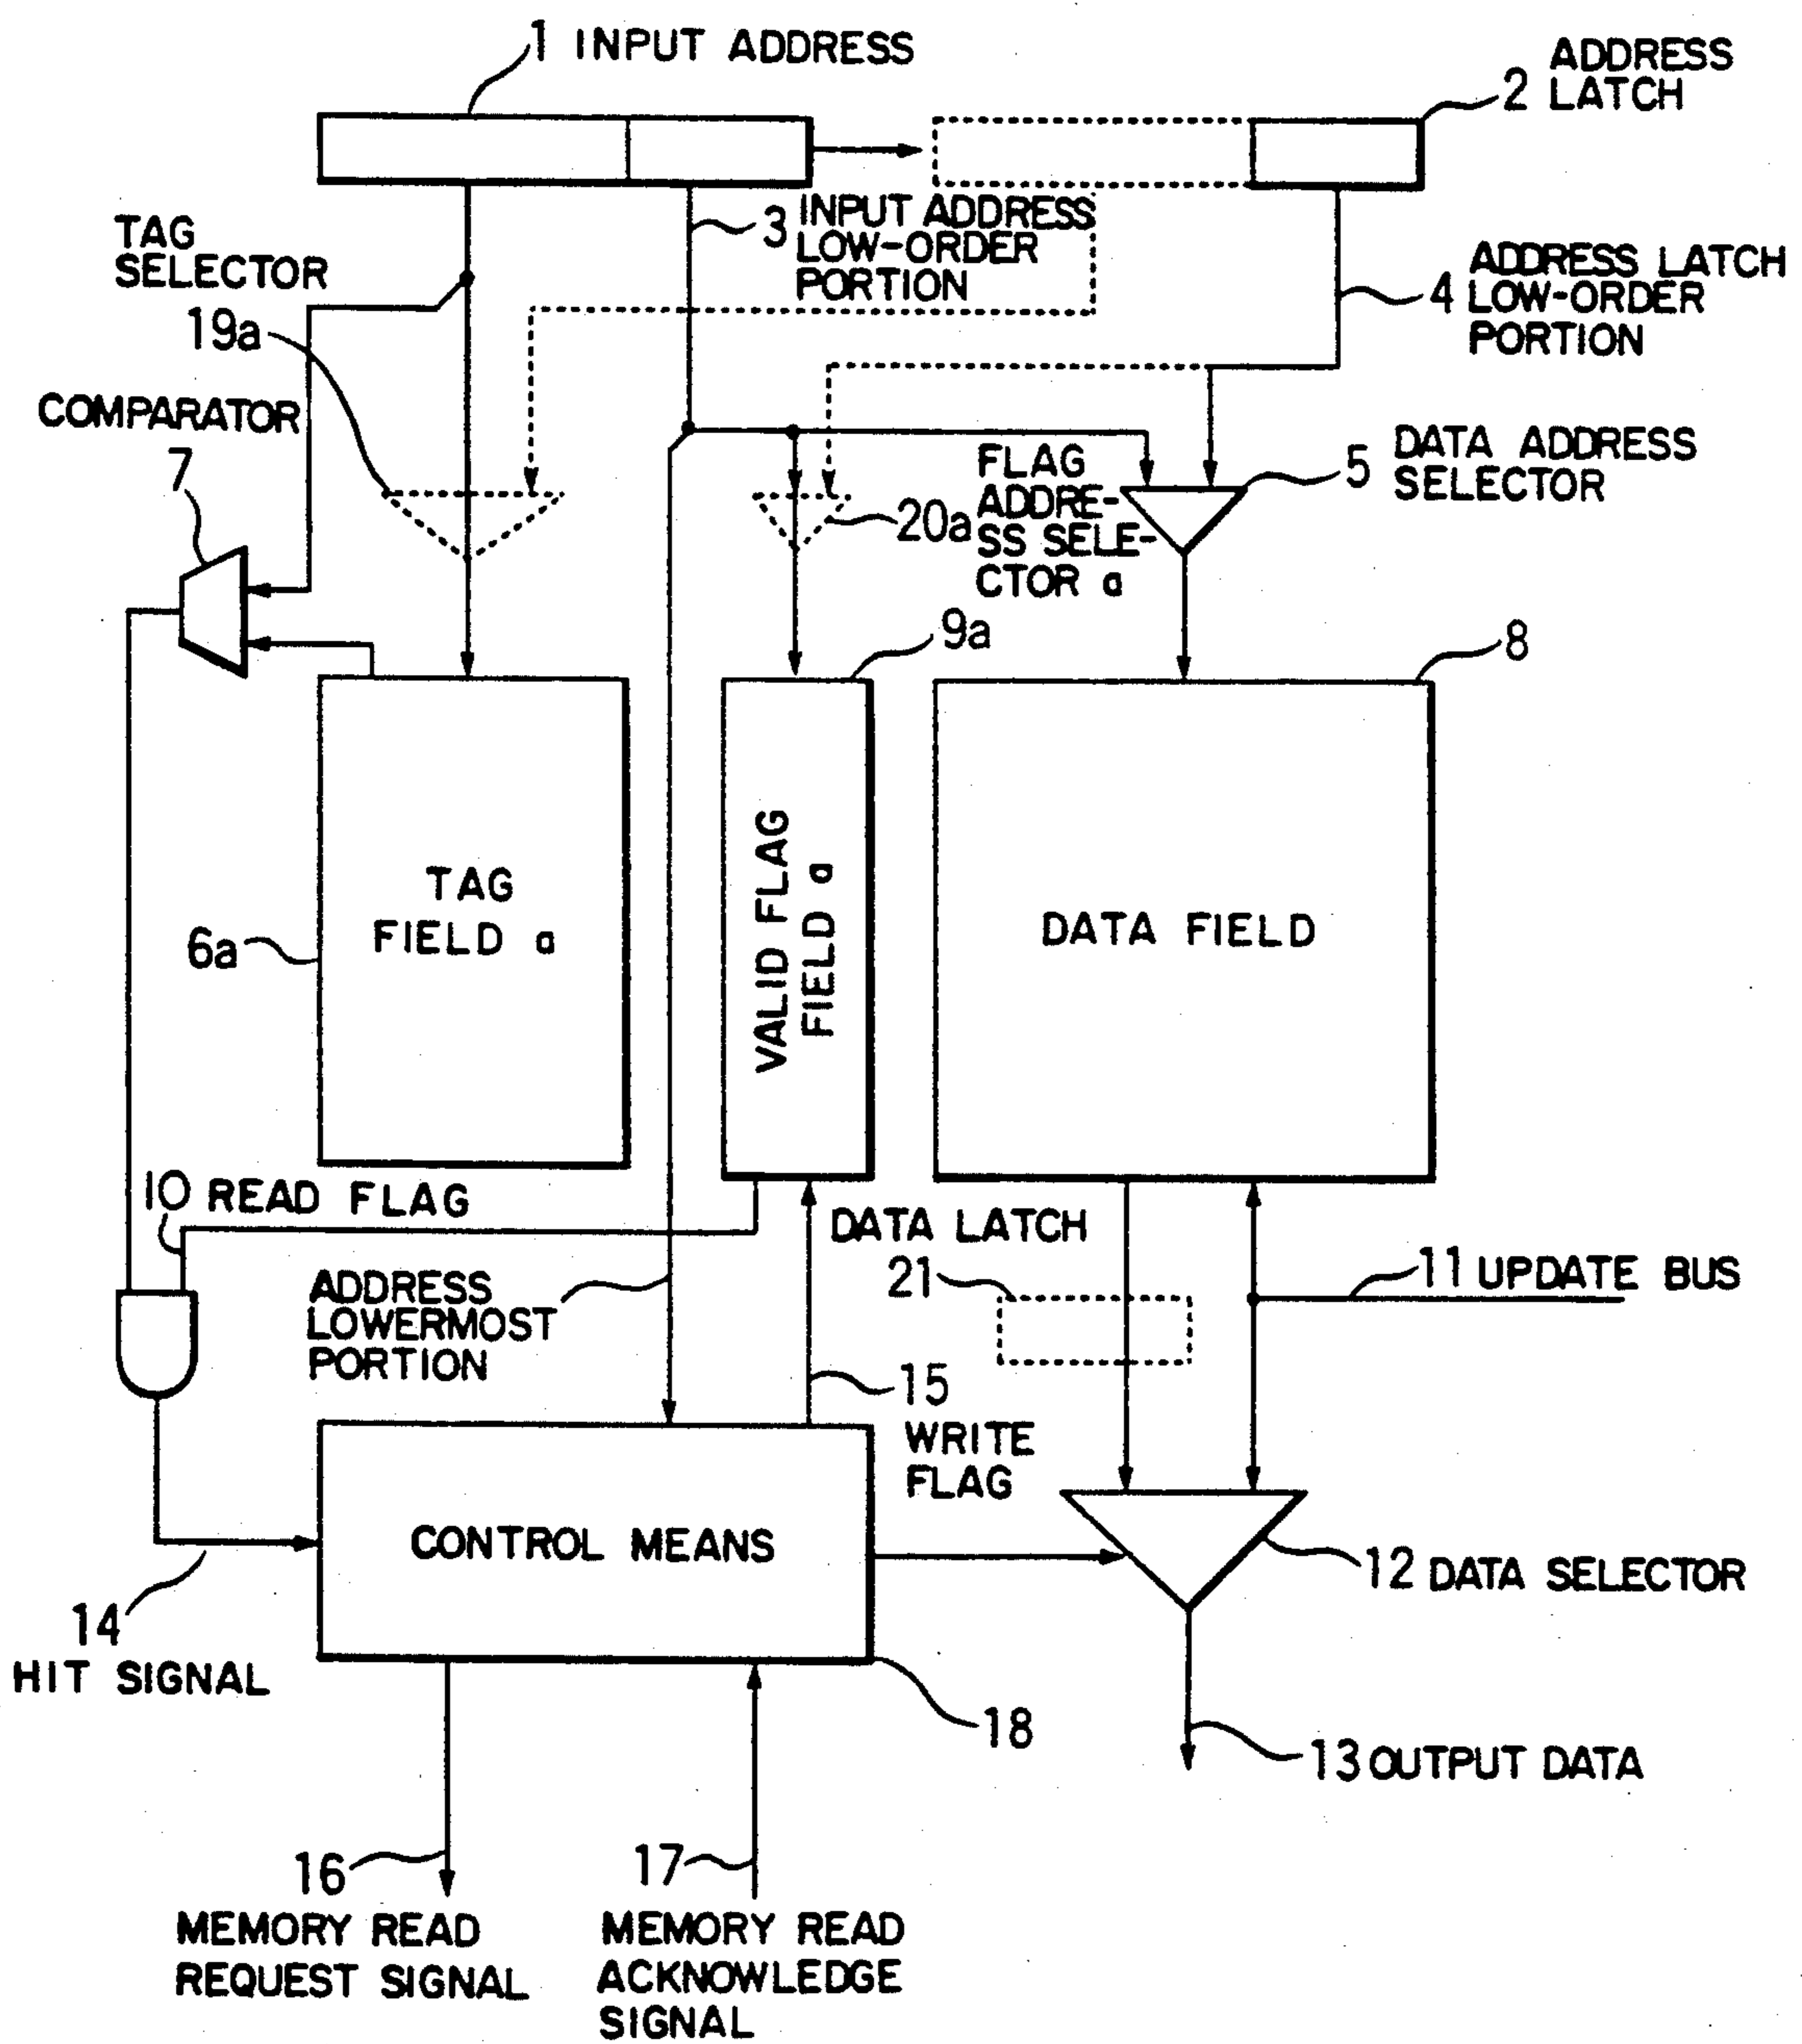 1 INPUT ADDRESS
2 ADDRESS
LATCH
3 INPUT ADDRESS
LOW-ORDER
PORTION
TAG
SELECTOR
19a
4 ADDRESS LATCH
LOW-ORDER
PORTION
COMPARATOR
7
5 DATA ADDRESS
SELECTOR
20a
FLAG
ADDRE-
SS SELE-
CTOR a
9a
8
TAG
FIELD a
6a
VALID FLAG
FIELD a
DATA FIELD
10 READ FLAG
DATA LATCH
21
11 UPDATE BUS
ADDRESS
LOWERMOST
PORTION
15
WRITE
FLAG
CONTROL MEANS
12 DATA SELECTOR
14
HIT SIGNAL
18
13 OUTPUT DATA
16
MEMORY READ
REQUEST SIGNAL
17
MEMORY READ
ACKNOWLEDGE
SIGNAL